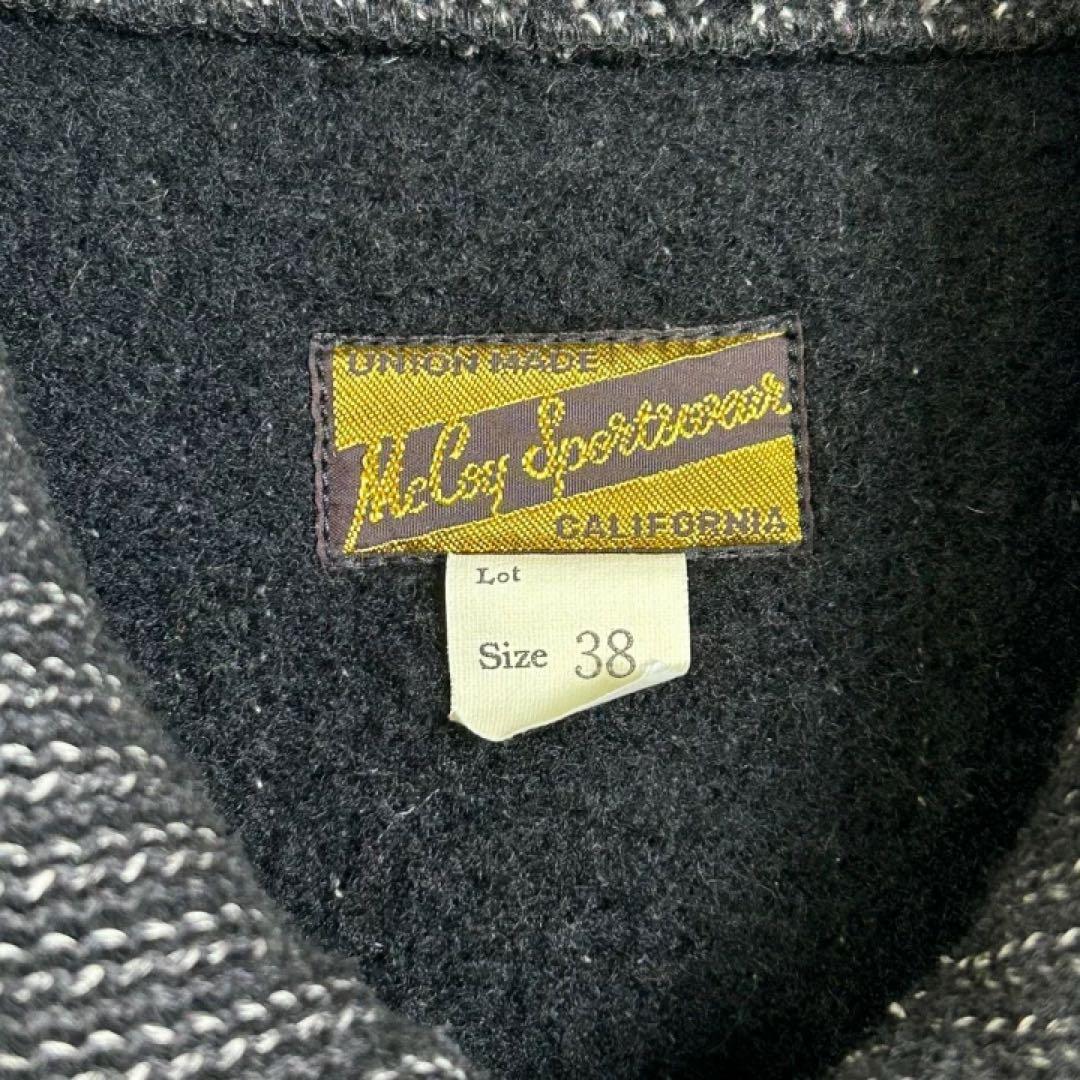 UNION MADE
McCoy Sportswear
CALIFORNIA
Lot
Size 38